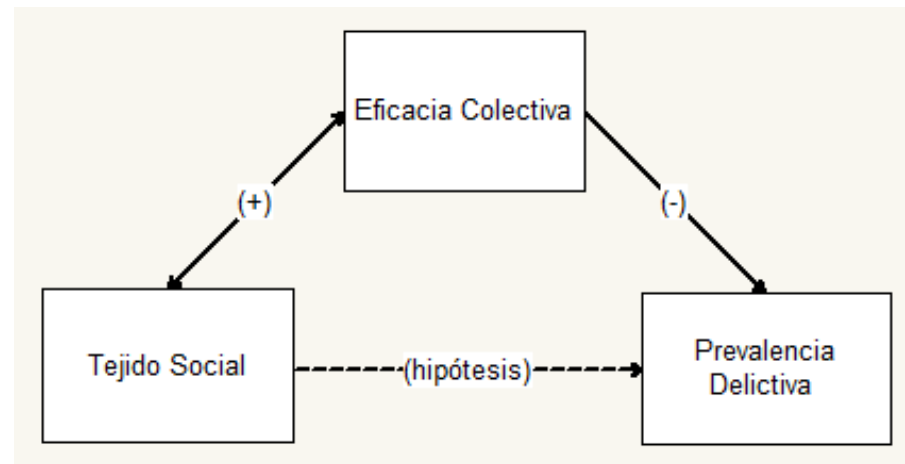 Eficacia Colectiva
(+)
(-)
Tejido Social
(hipótesis)
Prevalencia
Delictiva